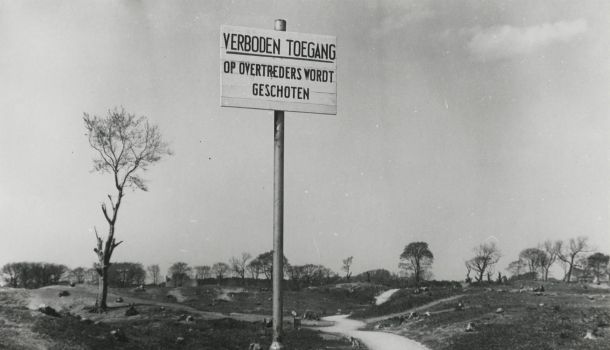 VERBODEN TOEGANG
OP OVERTREDERS WORDT
GESCHOTEN